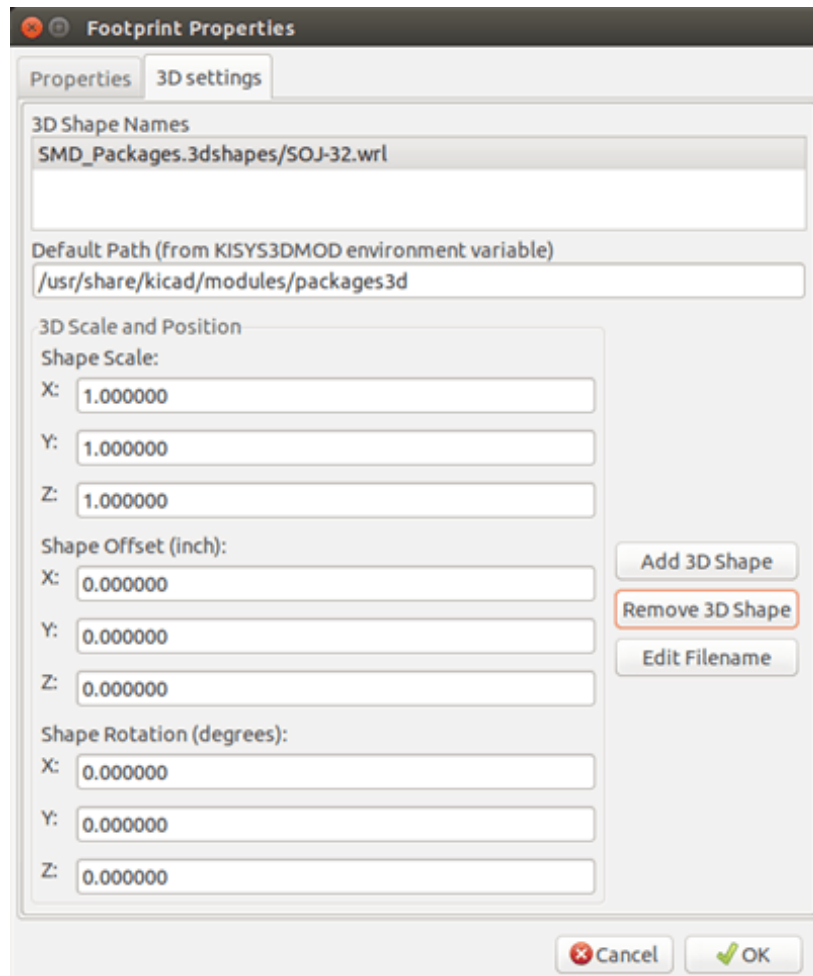 Footprint Properties
Properties
3D settings
3D Shape Names
SMD_Packages.3dshapes/SOJ-32.wrl
Default Path (from KISYS3DMOD environment variable)
/usr/share/kicad/modules/packages3d
3D Scale and Position
Shape Scale:
X: 1.000000
Y: 1.000000
Z: 1.000000
Shape Offset (inch):
X: 0.000000
Y: 0.000000
Z: 0.000000
Shape Rotation (degrees):
X: 0.000000
Y: 0.000000
Z: 0.000000
Add 3D Shape
Remove 3D Shape
Edit Filename
Cancel
OK